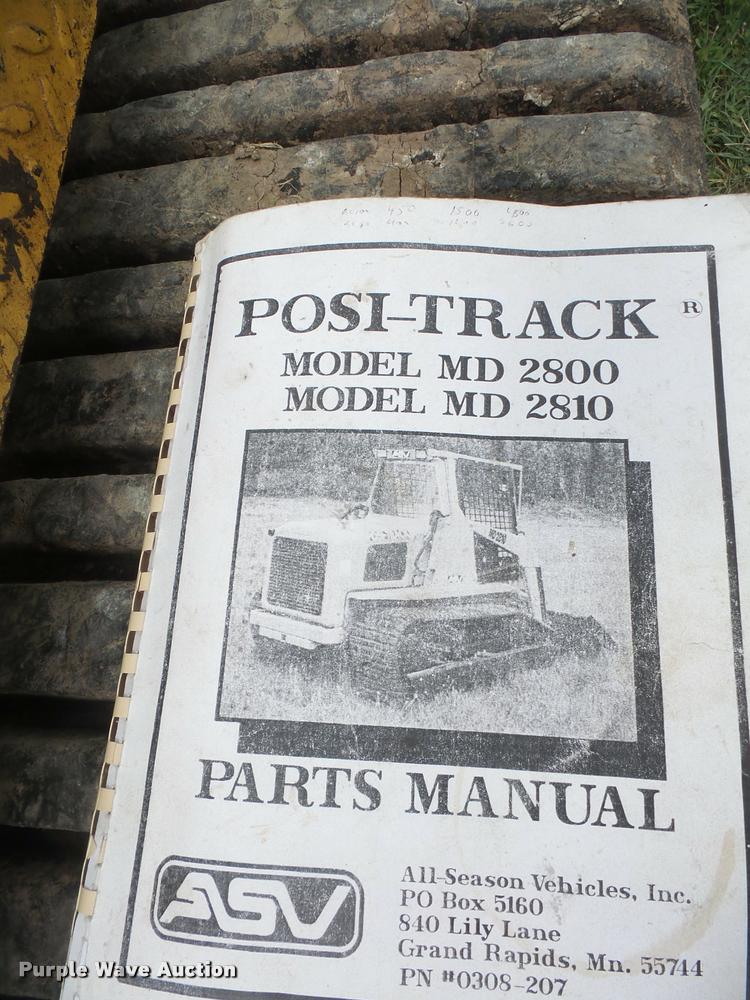 1500
POSI-TRACK ®
MODEL MD 2800
MODEL MD 2810
PARTS MANUAL
ASV
All-Season Vehicles, Inc.
PO Box 5160
840 Lily Lane
Grand Rapids, Mn. 55744
PN #0308-207
Purple Wave Auction